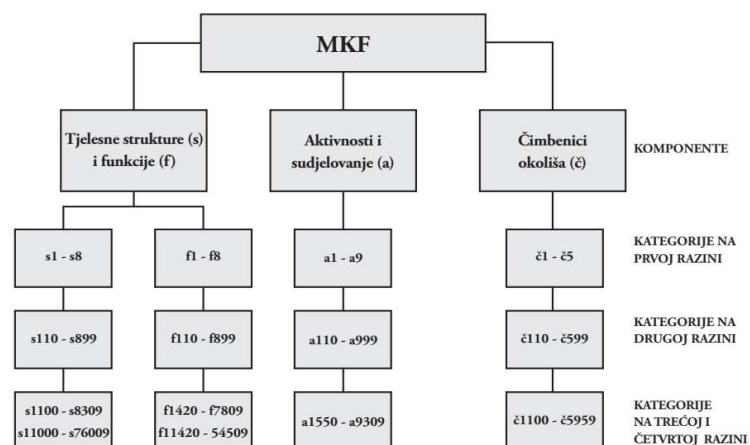 MKF
Tjelesne strukture (s)
i funkcije (f)
Aktivnosti i
sudjelovanje (a)
Čimbenici
okoliša (č)
KOMPONENTE
s1 - s8
f1 - f8
a1 - a9
č1 - č5
KATEGORIJE NA
PRVOJ RAZINI
s110 - s899
f110 - f899
a110 - a999
č110 - č599
KATEGORIJE NA
DRUGOJ RAZINI
s1100 - s8309
s11000 - s76009
f1420 - f7809
f11420 - 54509
a1550 - a9309
č1100 - č5959
KATEGORIJE
NA TREĆOJ I
ČETVRTOJ RAZINI